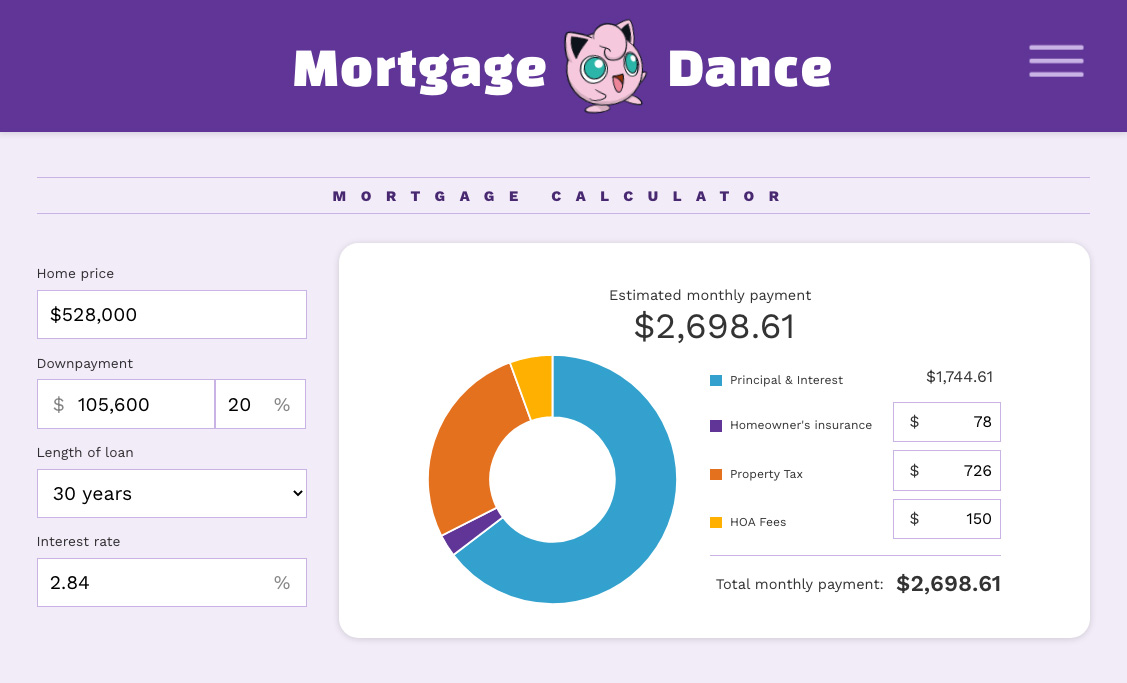 Mortgage Dance
MORTGAGE CALCULATOR
Home price
$528,000
Downpayment
$ 105,600 20 %
Length of loan
30 years
Interest rate
2.84 %
Estimated monthly payment
$2,698.61
Principal & Interest $1,744.61
Homeowner's insurance $ 78
Property Tax $ 726
HOA Fees $ 150
Total monthly payment: $2,698.61